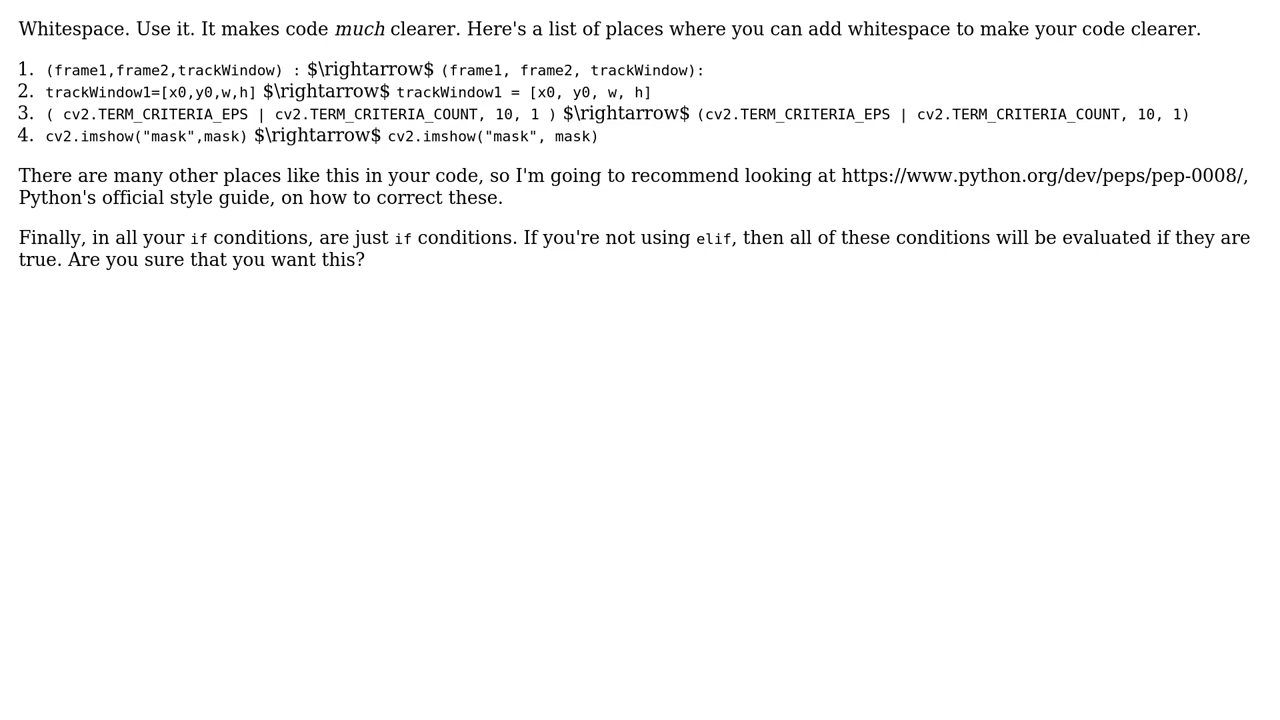 Whitespace. Use it. It makes code much clearer. Here's a list of places where you can add whitespace to make your code clearer.
1. (frame1,frame2,trackWindow) : $\rightarrow$ (frame1, frame2, trackWindow):
2. trackWindow1=[x0,y0,w,h] $\rightarrow$ trackWindow1 = [x0, y0, w, h]
3. ( cv2.TERM_CRITERIA_EPS | cv2.TERM_CRITERIA_COUNT, 10, 1 ) $\rightarrow$ (cv2.TERM_CRITERIA_EPS | cv2.TERM_CRITERIA_COUNT, 10, 1)
4. cv2.imshow("mask",mask) $\rightarrow$ cv2.imshow("mask", mask)
There are many other places like this in your code, so I'm going to recommend looking at https://www.python.org/dev/peps/pep-0008/,
Python's official style guide, on how to correct these.
Finally, in all your if conditions, are just if conditions. If you're not using elif, then all of these conditions will be evaluated if they are
true. Are you sure that you want this?